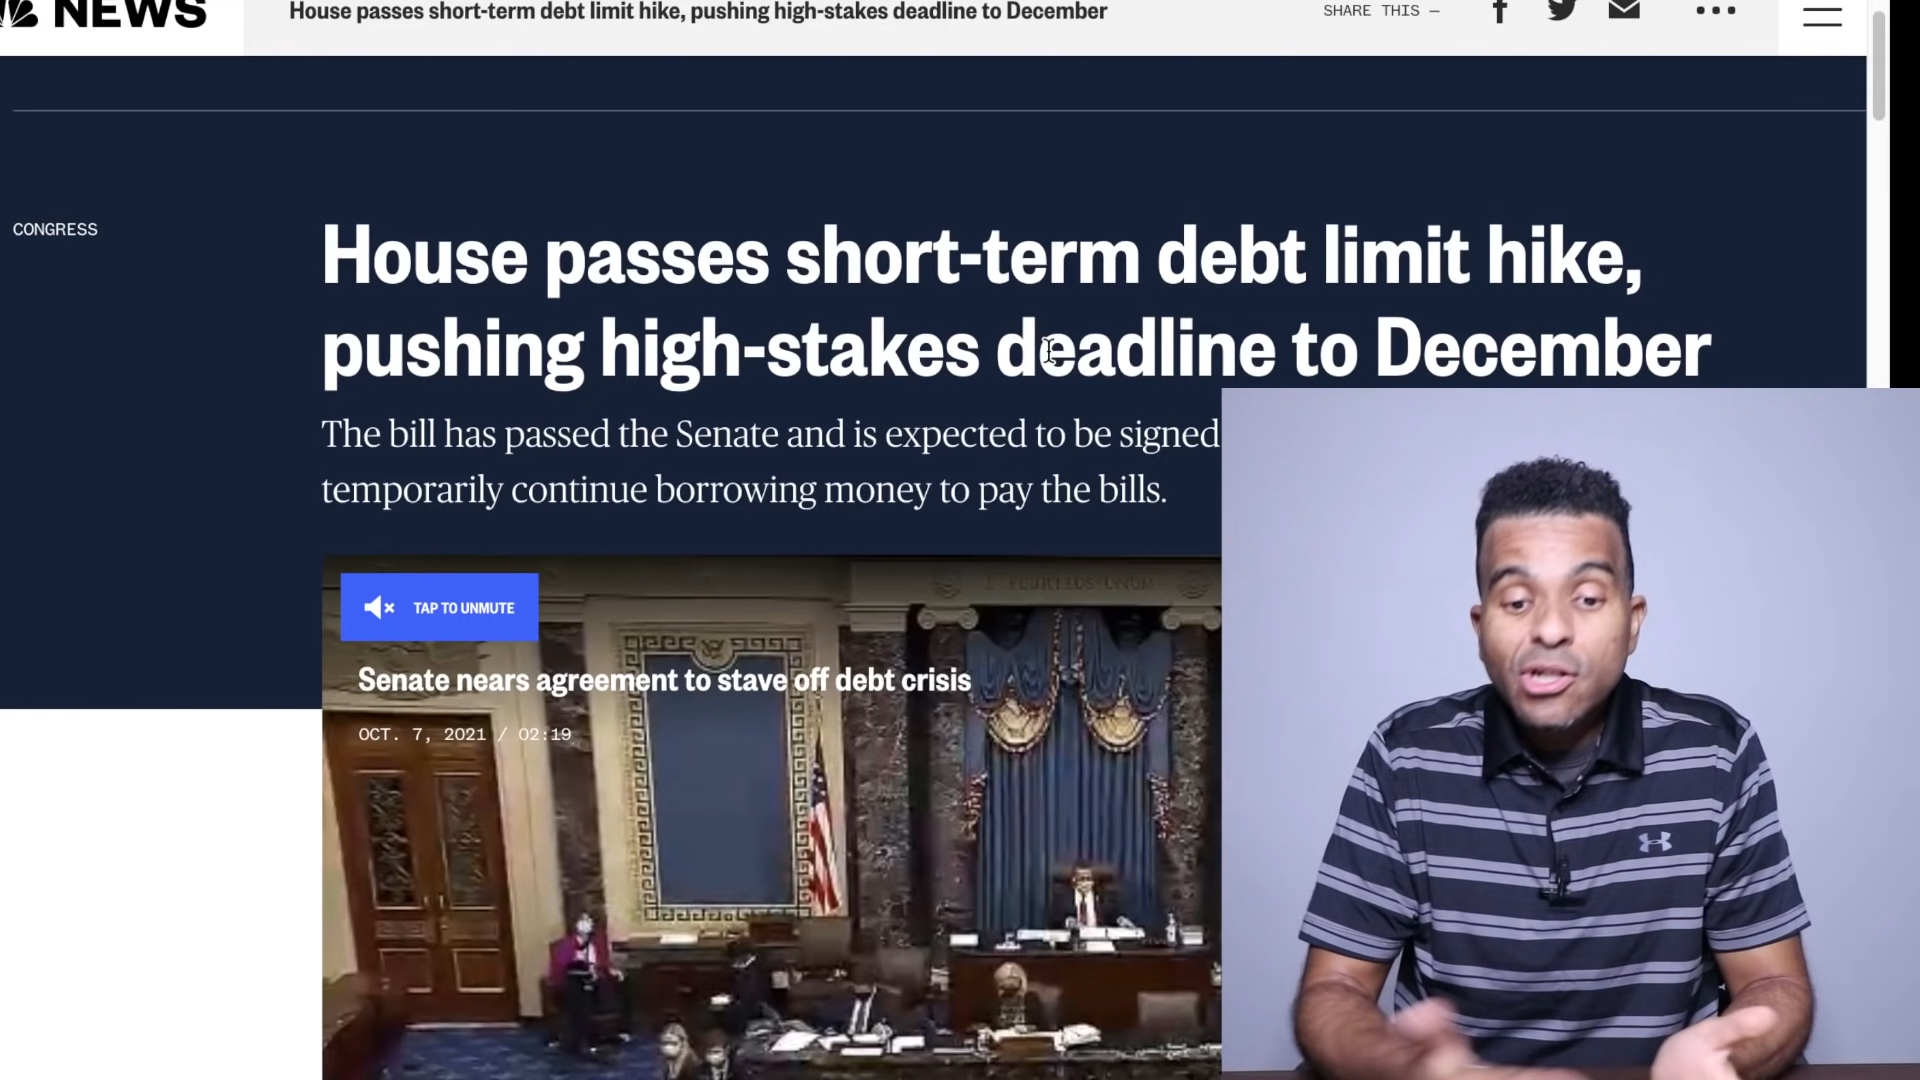 NEWS
House passes short-term debt limit hike, pushing high-stakes deadline to December
SHARE THIS —
CONGRESS
House passes short-term debt limit hike,
pushing high-stakes deadline to December
The bill has passed the Senate and is expected to be signed
temporarily continue borrowing money to pay the bills.
TAP TO UNMUTE
Senate nears agreement to stave off debt crisis
OCT. 7, 2021 / 02:19